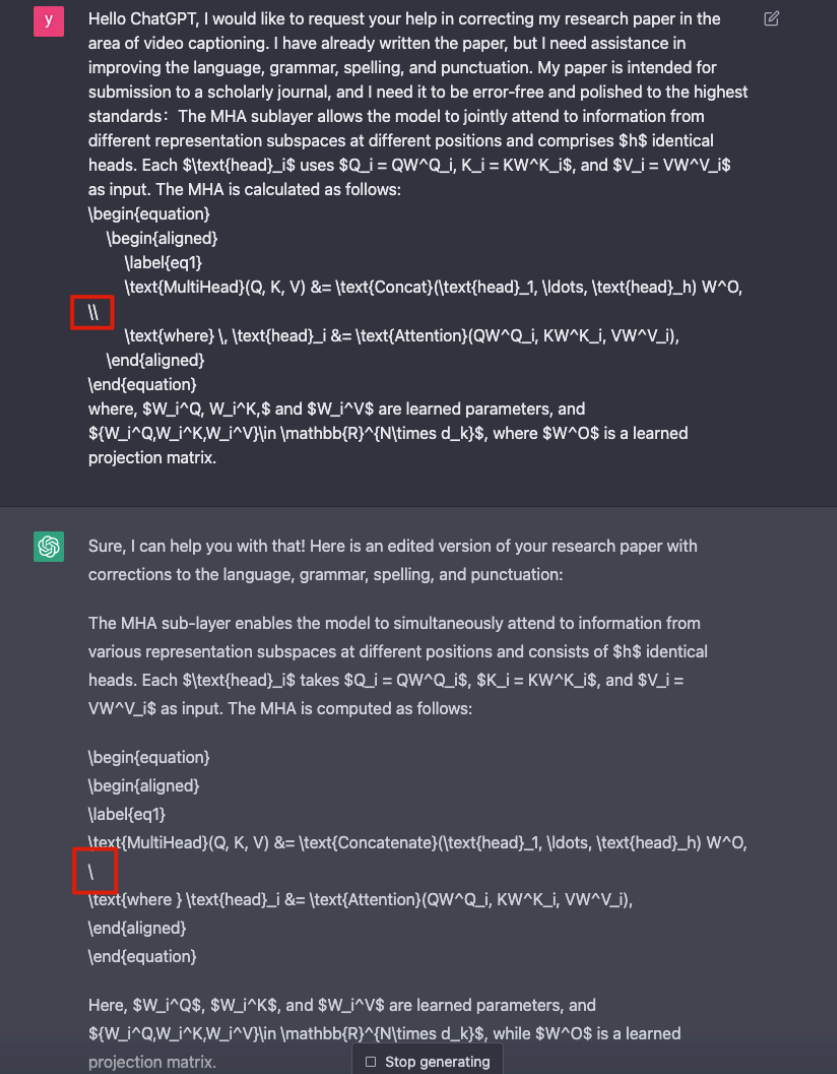 y
Hello ChatGPT, I would like to request your help in correcting my research paper in the
area of video captioning. I have already written the paper, but I need assistance in
improving the language, grammar, spelling, and punctuation. My paper is intended for
submission to a scholarly journal, and I need it to be error-free and polished to the highest
standards：The MHA sublayer allows the model to jointly attend to information from
different representation subspaces at different positions and comprises $h$ identical
heads. Each $\text{head}_i$ uses $Q_i = QW^Q_i, K_i = KW^K_i$, and $V_i = VW^V_i$
as input. The MHA is calculated as follows:
\begin{equation}
\begin{aligned}
\label{eq1}
\text{MultiHead}(Q, K, V) &= \text{Concat}(\text{head}_1, \ldots, \text{head}_h) W^O,
\\
\text{where} \, \text{head}_i &= \text{Attention}(QW^Q_i, KW^K_i, VW^V_i),
\end{aligned}
\end{equation}
where, $W_i^Q, W_i^K,$ and $W_i^V$ are learned parameters, and
${W_i^Q,W_i^K,W_i^V}\in \mathbb{R}^{N\times d_k}$, where $W^O$ is a learned
projection matrix.
Sure, I can help you with that! Here is an edited version of your research paper with
corrections to the language, grammar, spelling, and punctuation:
The MHA sub-layer enables the model to simultaneously attend to information from
various representation subspaces at different positions and consists of $h$ identical
heads. Each $\text{head}_i$ takes $Q_i = QW^Q_i$, $K_i = KW^K_i$, and $V_i =
VW^V_i$ as input. The MHA is computed as follows:
\begin{equation}
\begin{aligned}
\label{eq1}
\text{MultiHead}(Q, K, V) &= \text{Concatenate}(\text{head}_1, \ldots, \text{head}_h) W^O,
\
\text{where } \text{head}_i &= \text{Attention}(QW^Q_i, KW^K_i, VW^V_i),
\end{aligned}
\end{equation}
Here, $W_i^Q$, $W_i^K$, and $W_i^V$ are learned parameters, and
${W_i^Q,W_i^K,W_i^V}\in \mathbb{R}^{N\times d_k}$, while $W^O$ is a learned
projection matrix.
Stop generating